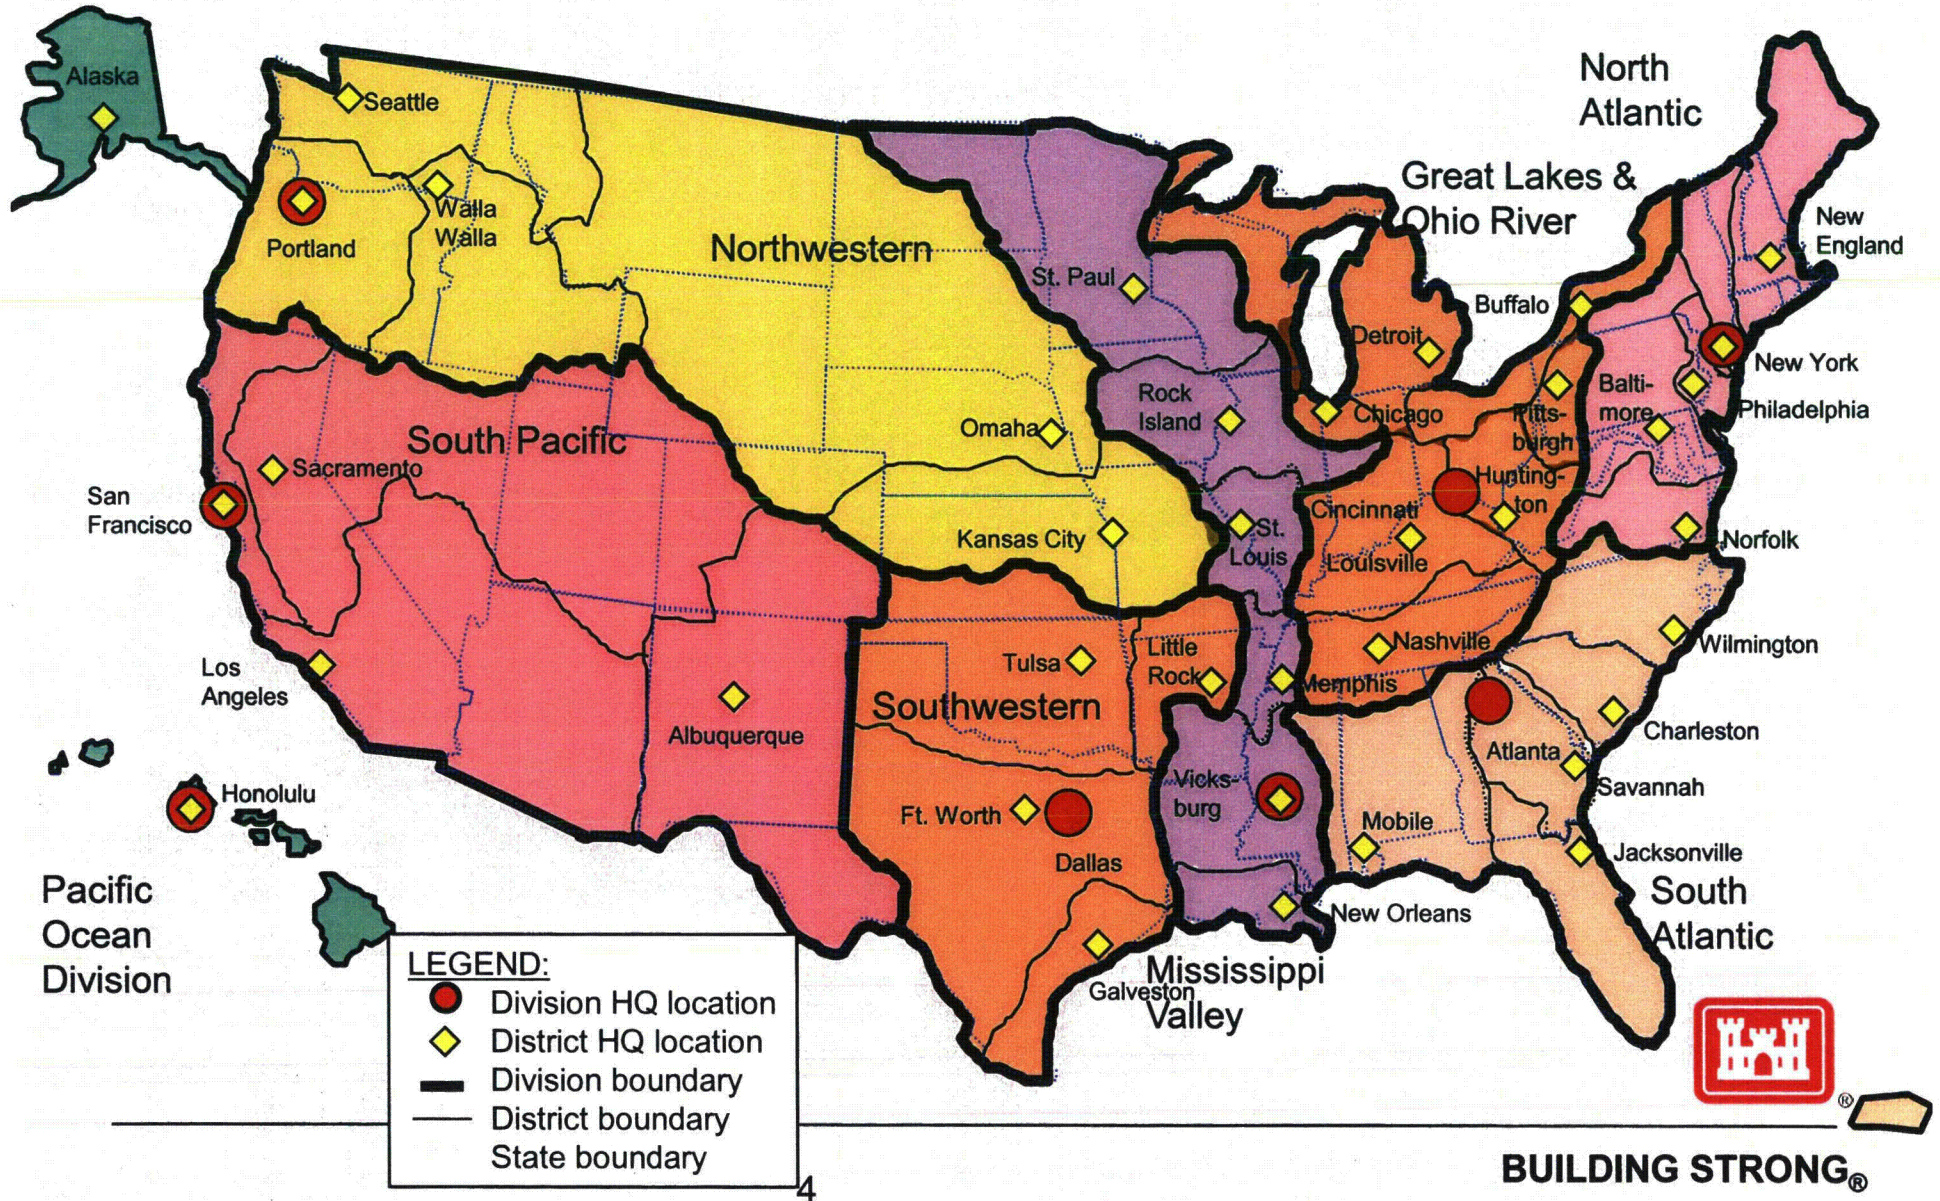 Alaska
Seattle
Portland
Walla
Walla
Northwestern
Omaha
Kansas City
North
Atlantic
Great Lakes &
Ohio River
New
England
Buffalo
New York
Philadelphia
Balti-
more
Norfolk
St. Paul
Rock
Island
St.
Louis
Detroit
Chicago
Pitts-
burgh
Hunting-
ton
Cincinnati
Louisville
Nashville
Memphis
South Pacific
Sacramento
San
Francisco
Los
Angeles
Albuquerque
Tulsa
Little
Rock
Southwestern
Ft. Worth
Dallas
Galveston
Vicks-
burg
New Orleans
Mississippi
Valley
Wilmington
Charleston
Atlanta
Savannah
Mobile
Jacksonville
South
Atlantic
Honolulu
Pacific
Ocean
Division
LEGEND:
Division HQ location
District HQ location
Division boundary
District boundary
State boundary
4
®
BUILDING STRONG®